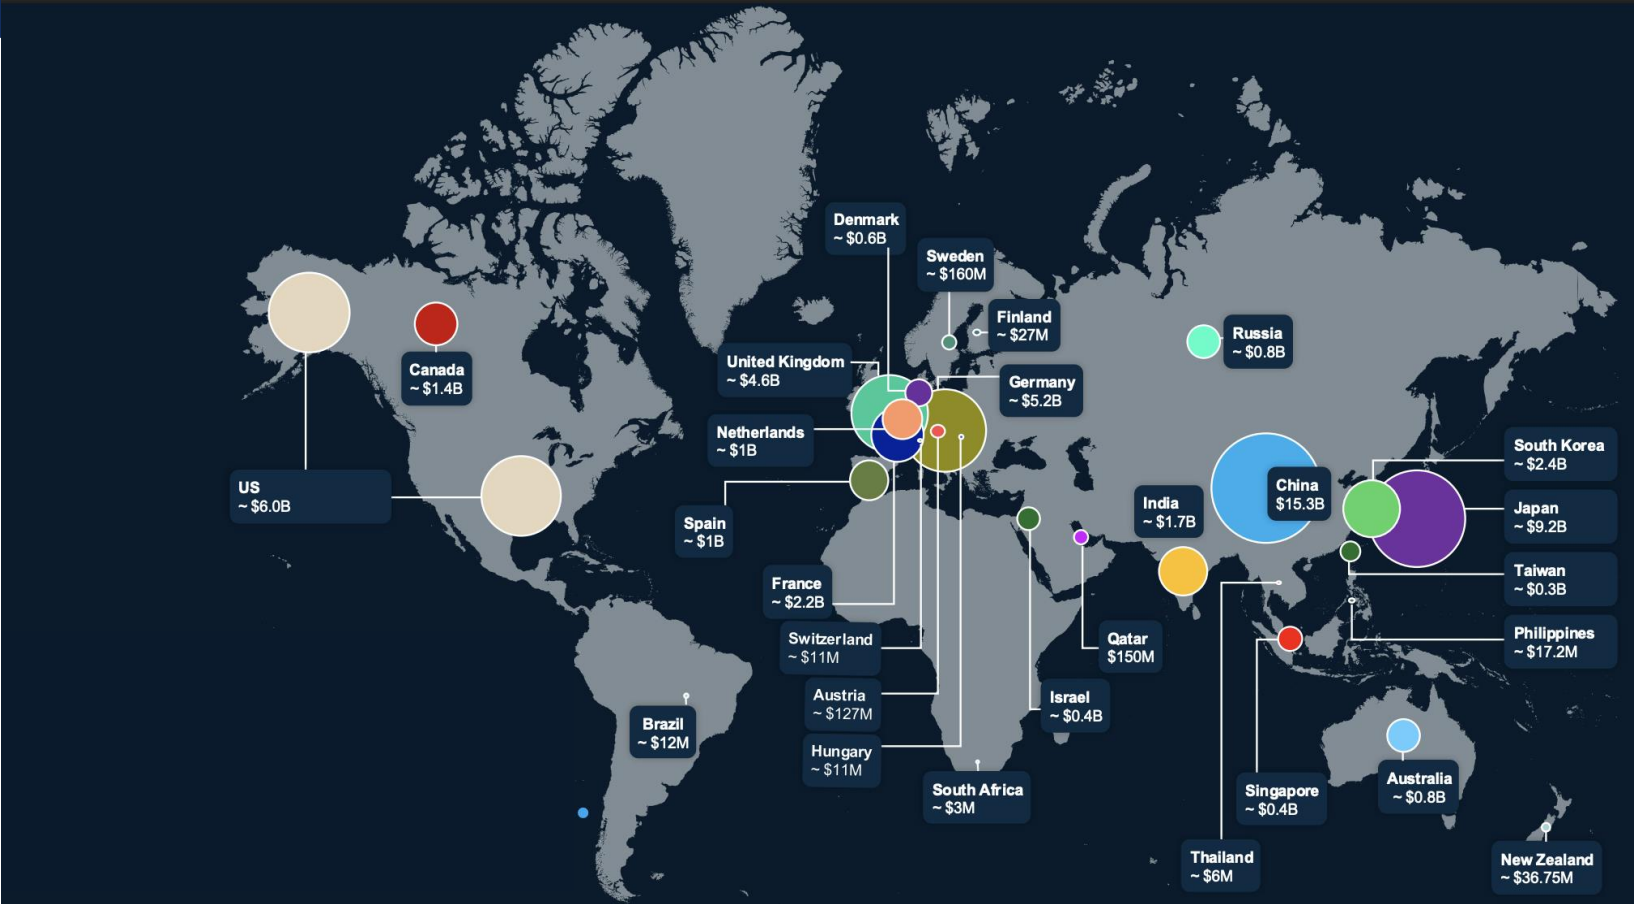 Denmark
~ $0.6B
Sweden
~ $160M
Finland
~ $27M
Russia
~ $0.8B
United Kingdom
~ $4.6B
Germany
~ $5.2B
Canada
~ $1.4B
Netherlands
~ $1B
South Korea
~ $2.4B
US
~ $6.0B
China
$15.3B
India
~ $1.7B
Japan
~ $9.2B
Spain
~ $1B
Taiwan
~ $0.3B
France
~ $2.2B
Switzerland
~ $11M
Qatar
$150M
Philippines
~ $17.2M
Austria
~ $127M
Israel
~ $0.4B
Brazil
~ $12M
Hungary
~ $11M
South Africa
~ $3M
Singapore
~ $0.4B
Australia
~ $0.8B
Thailand
~ $6M
New Zealand
~ $36.75M